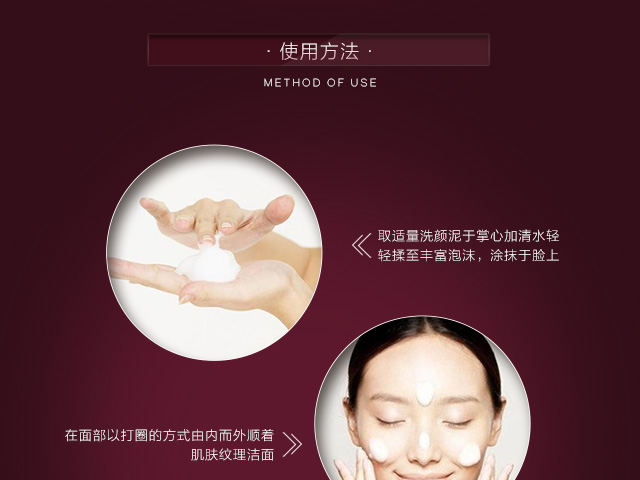 · 使用方法 ·
METHOD OF USE
取适量洗颜泥于掌心加清水轻
轻揉至丰富泡沫，涂抹于脸上
在面部以打圈的方式由内而外顺着
肌肤纹理洁面